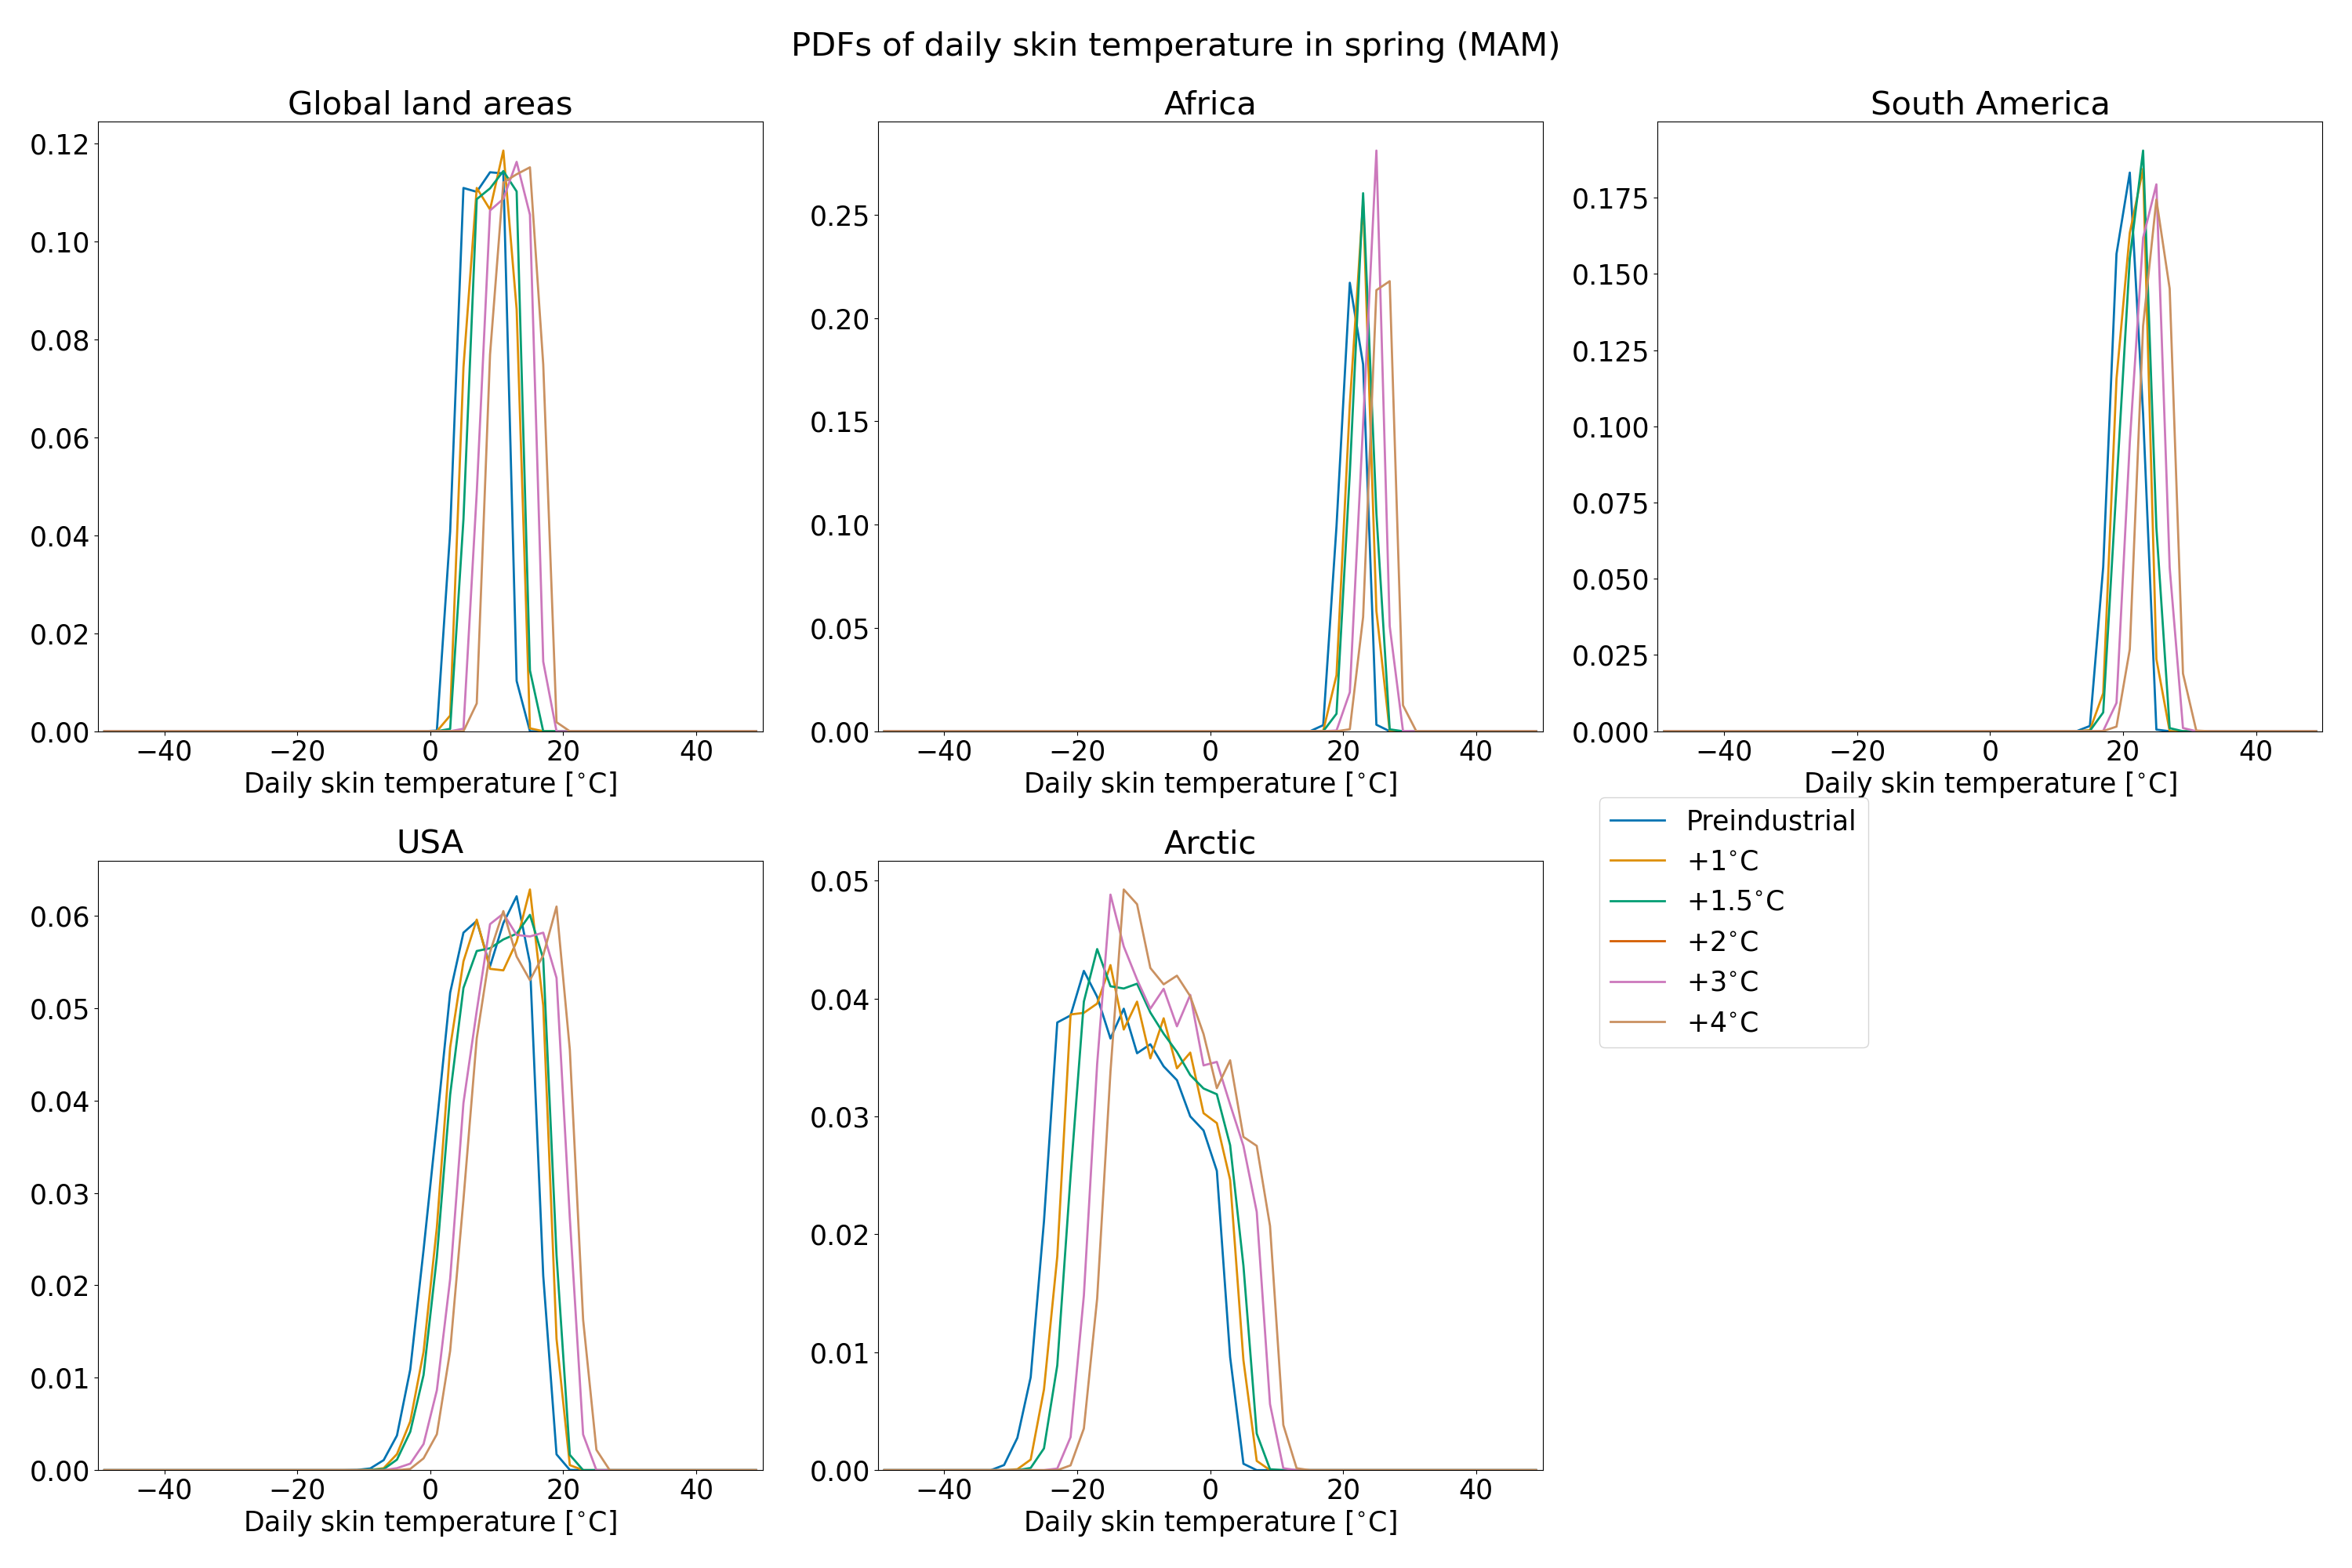 PDFs of daily skin temperature in spring (MAM)
Global land areas
0.12
0.10
0.08
0.06
0.04
0.02
0.00
−40 −20 0 20 40
Daily skin temperature [°C]
Africa
0.25
0.20
0.15
0.10
0.05
0.00
−40 −20 0 20 40
Daily skin temperature [°C]
South America
0.175
0.150
0.125
0.100
0.075
0.050
0.025
0.000
−40 −20 0 20 40
Daily skin temperature [°C]
Preindustrial
+1°C
+1.5°C
+2°C
+3°C
+4°C
USA
0.06
0.05
0.04
0.03
0.02
0.01
0.00
−40 −20 0 20 40
Daily skin temperature [°C]
Arctic
0.05
0.04
0.03
0.02
0.01
0.00
−40 −20 0 20 40
Daily skin temperature [°C]